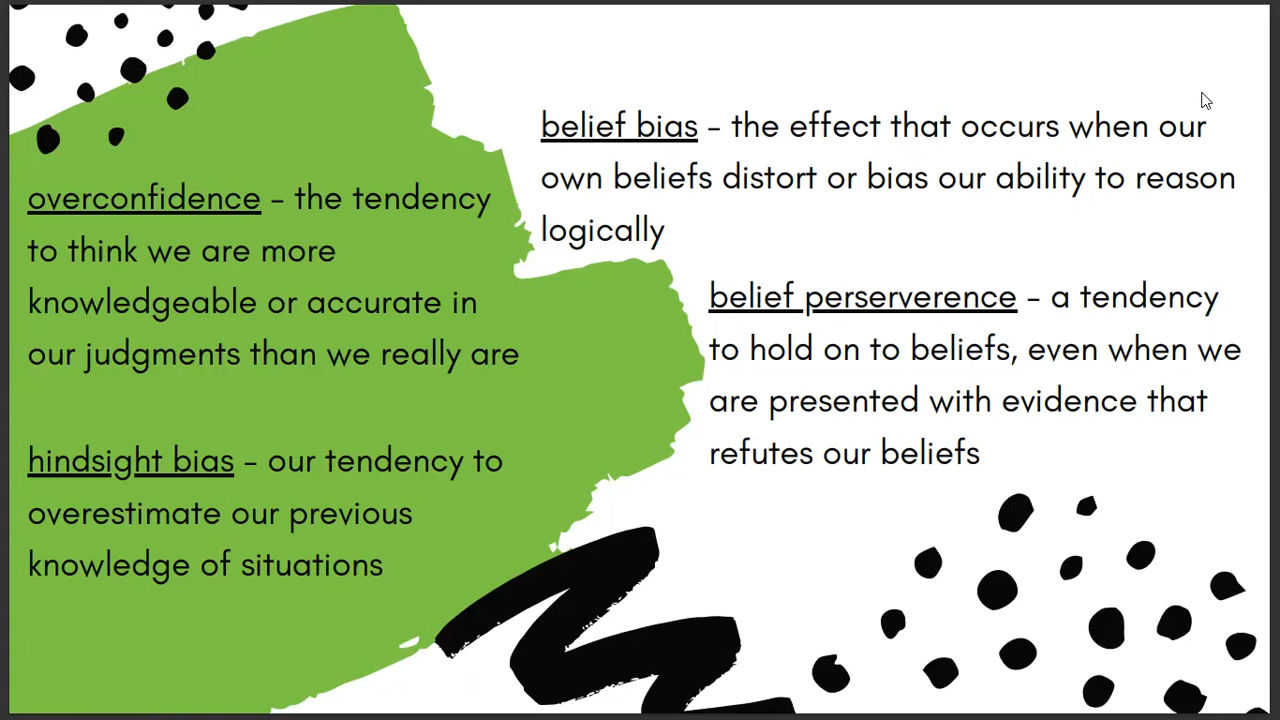 overconfidence - the tendency
to think we are more
knowledgeable or accurate in
our judgments than we really are
hindsight bias - our tendency to
overestimate our previous
knowledge of situations
belief bias - the effect that occurs when our
own beliefs distort or bias our ability to reason
logically
belief perserverence - a tendency
to hold on to beliefs, even when we
are presented with evidence that
refutes our beliefs